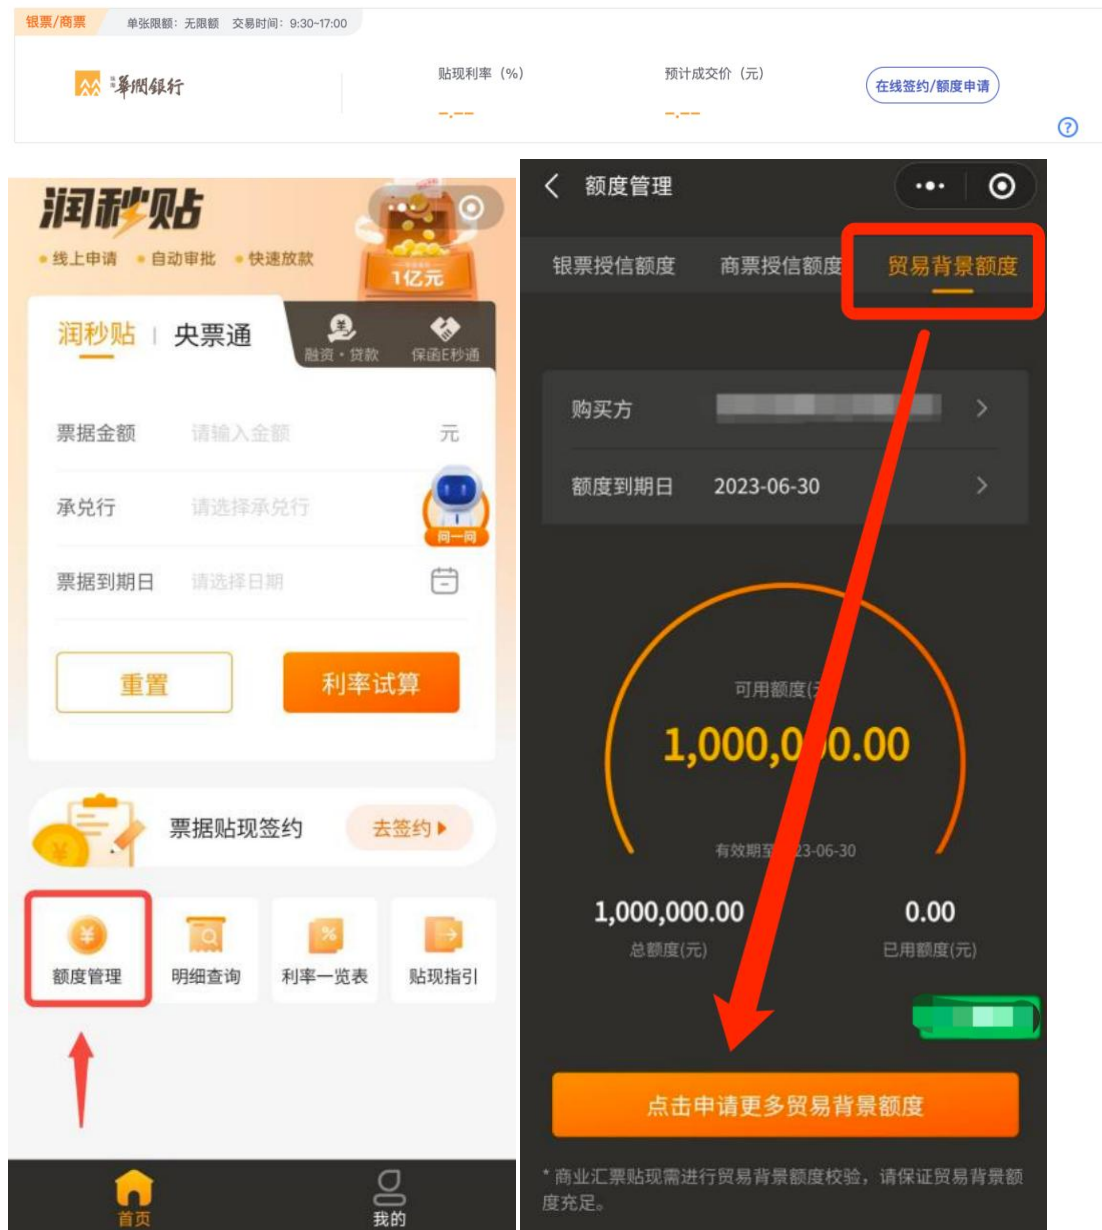 银票/商票 单张限额：无限额 交易时间：9:30~17:00
贴现利率（%） 预计成交价（元）
華潤銀行 在线签约/额度申请
-.-- -.--
?
润秒贴
线上申请 自动审批 快速放款
1亿元
润秒贴 央票通
融资·贷款 保函E秒通
票据金额 请输入金额 元
承兑行 请选择承兑行
问一问
票据到期日 请选择日期
重置 利率试算
票据贴现签约 去签约
额度管理 明细查询 利率一览表 贴现指引
首页 我的
额度管理
银票授信额度 商票授信额度 贸易背景额度
购买方
额度到期日 2023-06-30
可用额度(
1,000,000.00
有效期至 23-06-30
1,000,000.00 0.00
总额度(元) 已用额度(元)
点击申请更多贸易背景额度
*商业汇票贴现需进行贸易背景额度校验，请保证贸易背景额
度充足。